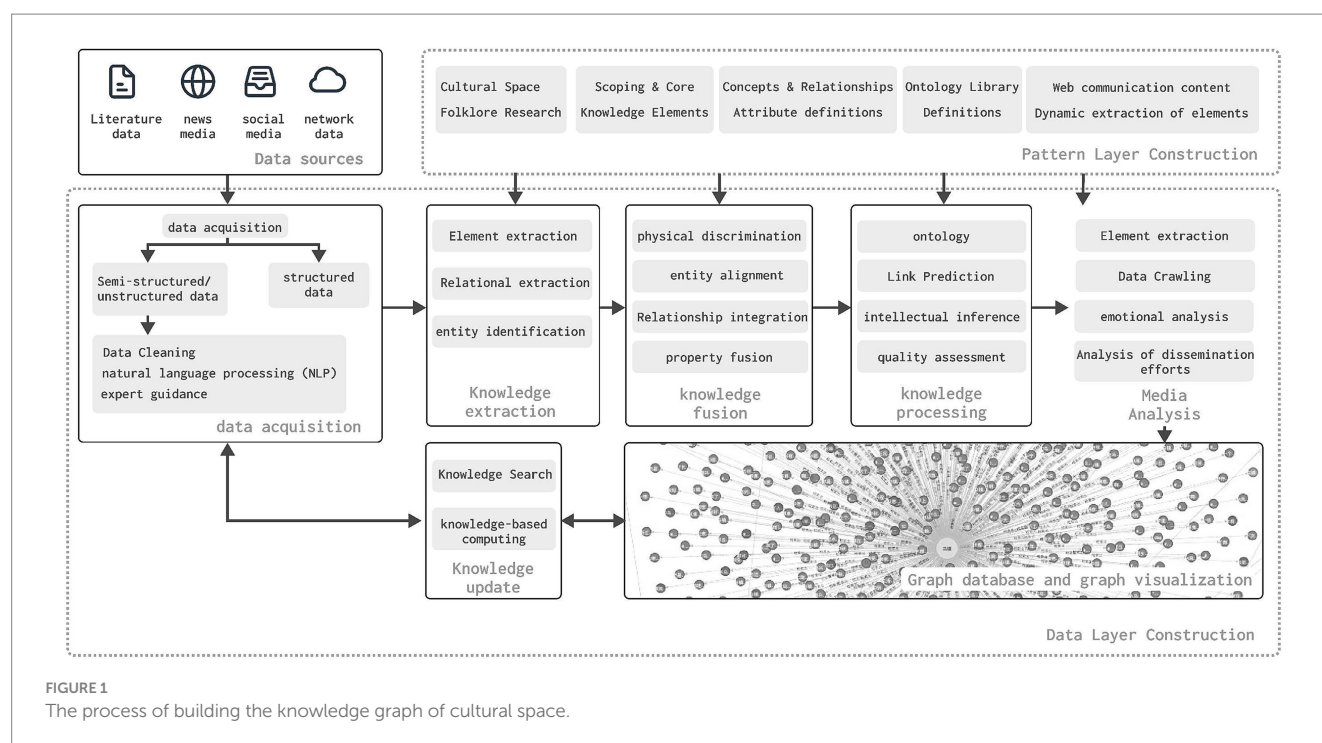 Literature
data
news
media
social
media
network
data
Data sources
Cultural Space
Folklore Research
Scoping & Core
Knowledge Elements
Concepts & Relationships
Attribute definitions
Ontology Library
Definitions
Web communication content
Dynamic extraction of elements
Pattern Layer Construction
data acquisition
Semi-structured/
unstructured data
structured
data
Data Cleaning
natural language processing (NLP)
expert guidance
data acquisition
Element extraction
Relational extraction
entity identification
Knowledge
extraction
physical discrimination
entity alignment
Relationship integration
property fusion
knowledge
fusion
ontology
Link Prediction
intellectual inference
quality assessment
knowledge
processing
Element extraction
Data Crawling
emotional analysis
Analysis of dissemination
efforts
Media
Analysis
Knowledge Search
knowledge-based
computing
Knowledge
update
Graph database and graph visualization
Data Layer Construction
FIGURE 1
The process of building the knowledge graph of cultural space.